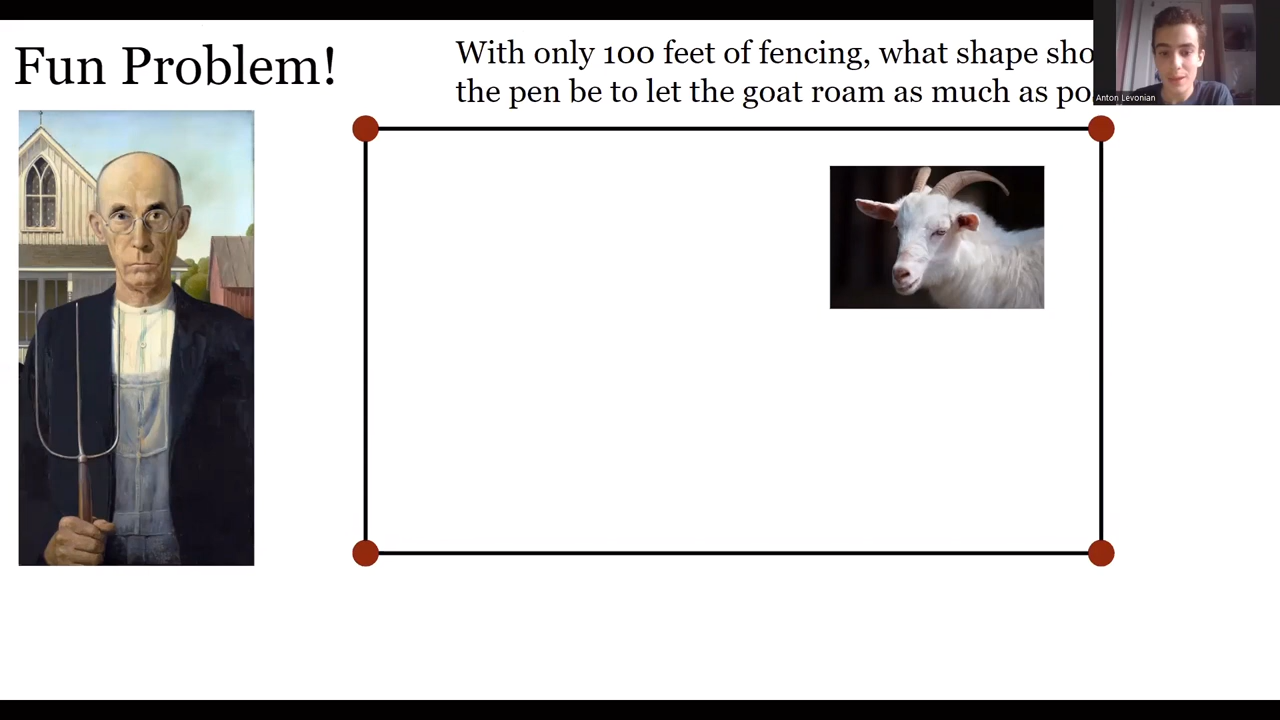 Fun Problem!
With only 100 feet of fencing, what shape sho
the pen be to let the goat roam as much as po
Anton Levonian